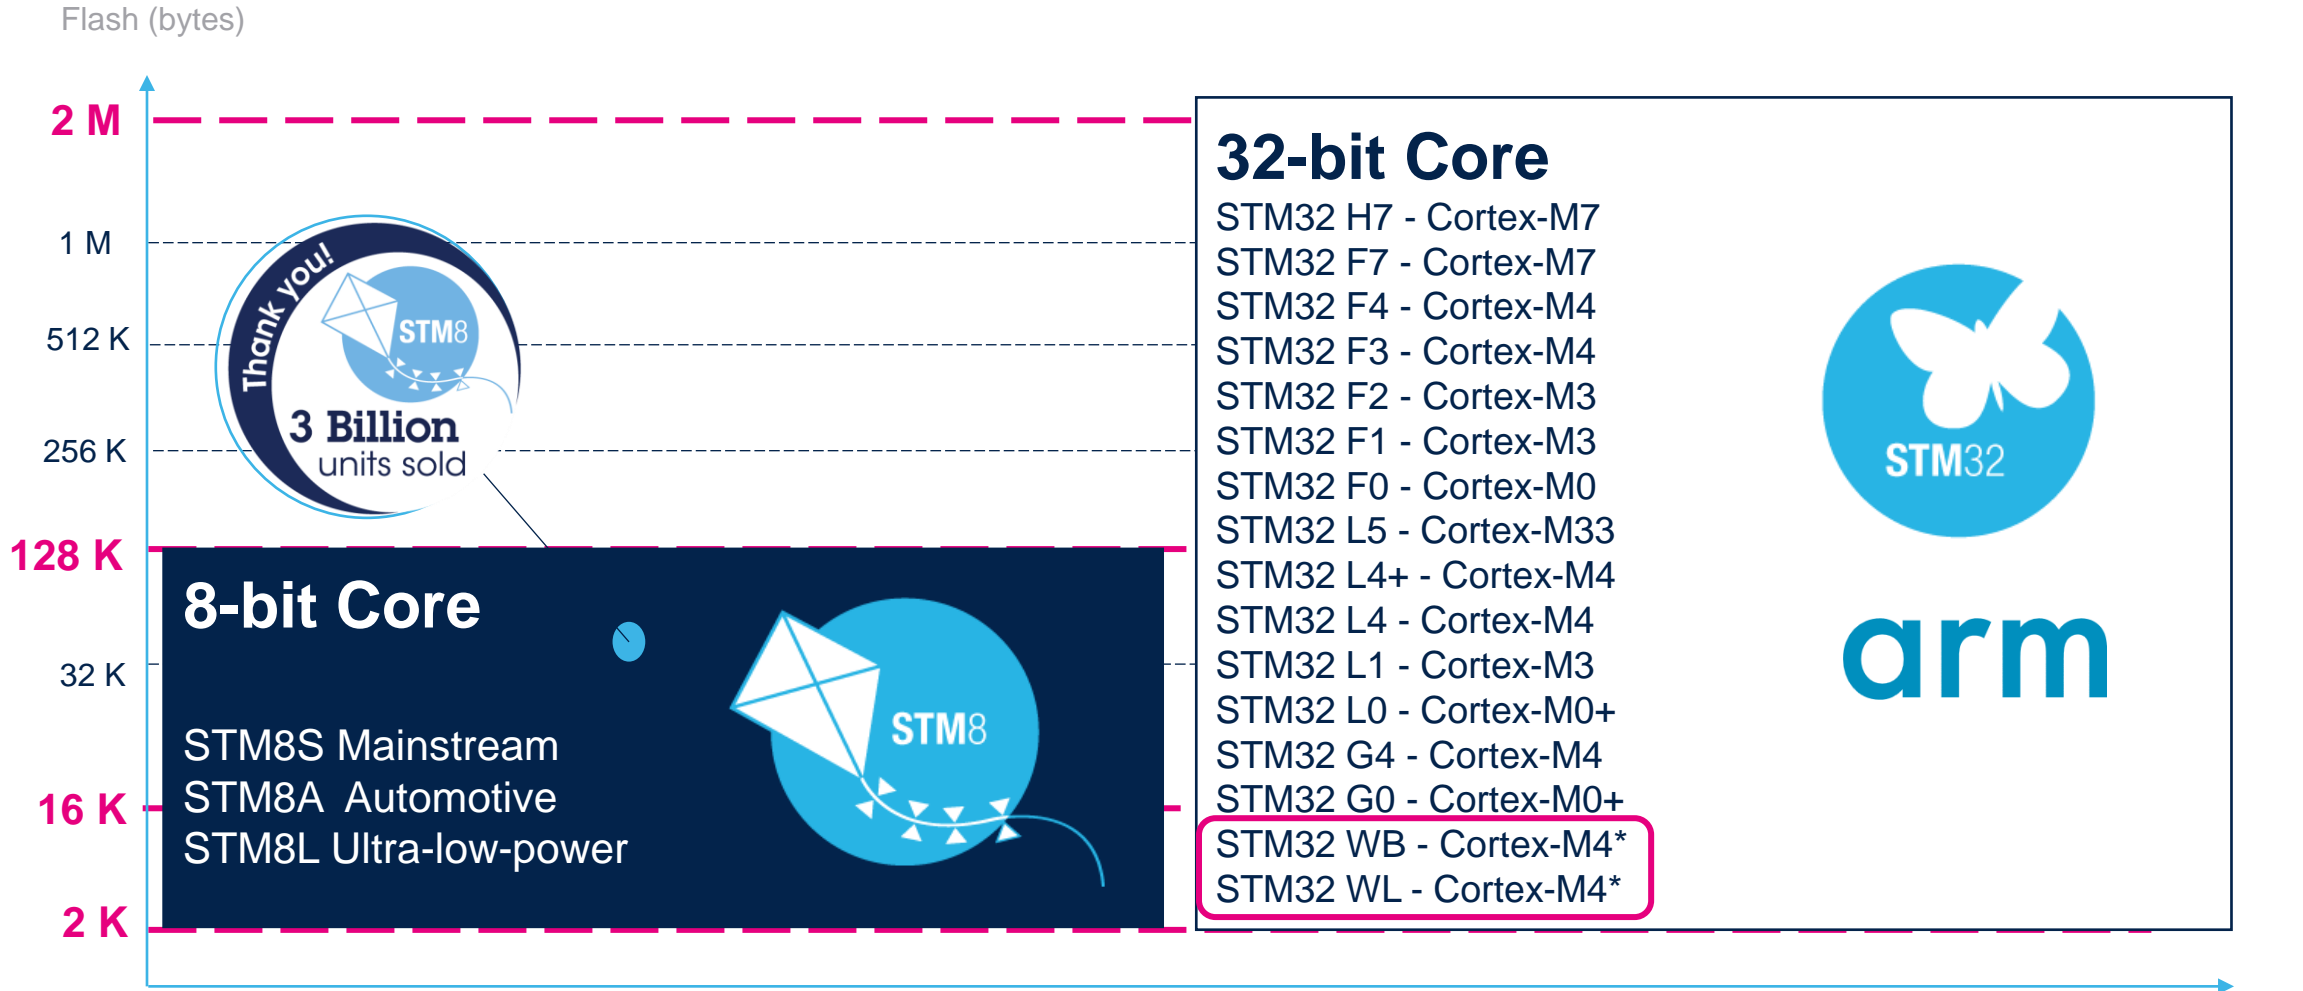 Flash (bytes)
2 M
1 M
512 K
256 K
128 K
32 K
16 K
2 K
Thank you!
STM8
3 Billion
units sold
8-bit Core
STM8S Mainstream
STM8A Automotive
STM8L Ultra-low-power
STM8
32-bit Core
STM32 H7 - Cortex-M7
STM32 F7 - Cortex-M7
STM32 F4 - Cortex-M4
STM32 F3 - Cortex-M4
STM32 F2 - Cortex-M3
STM32 F1 - Cortex-M3
STM32 F0 - Cortex-M0
STM32 L5 - Cortex-M33
STM32 L4+ - Cortex-M4
STM32 L4 - Cortex-M4
STM32 L1 - Cortex-M3
STM32 L0 - Cortex-M0+
STM32 G4 - Cortex-M4
STM32 G0 - Cortex-M0+
STM32 WB - Cortex-M4*
STM32 WL - Cortex-M4*
STM32
arm